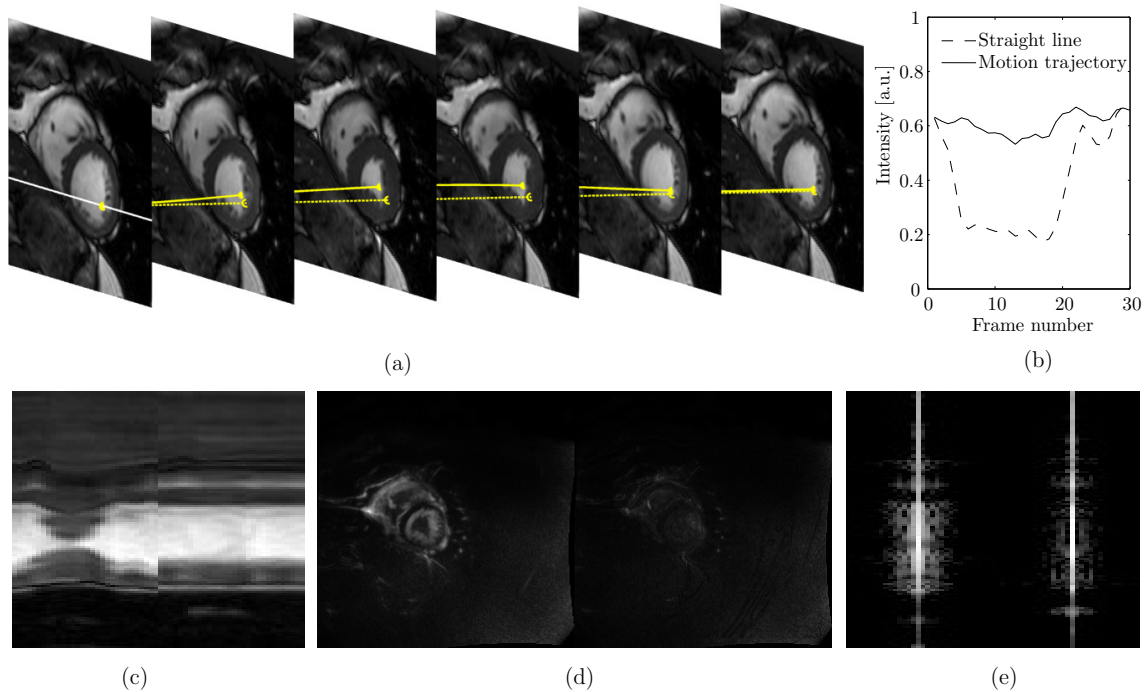 (a)
1
0.8
0.6
0.4
0.2
0
Intensity [a.u.]
Straight line
Motion trajectory
0 10 20 30
Frame number
(b)
(c)
(d)
(e)